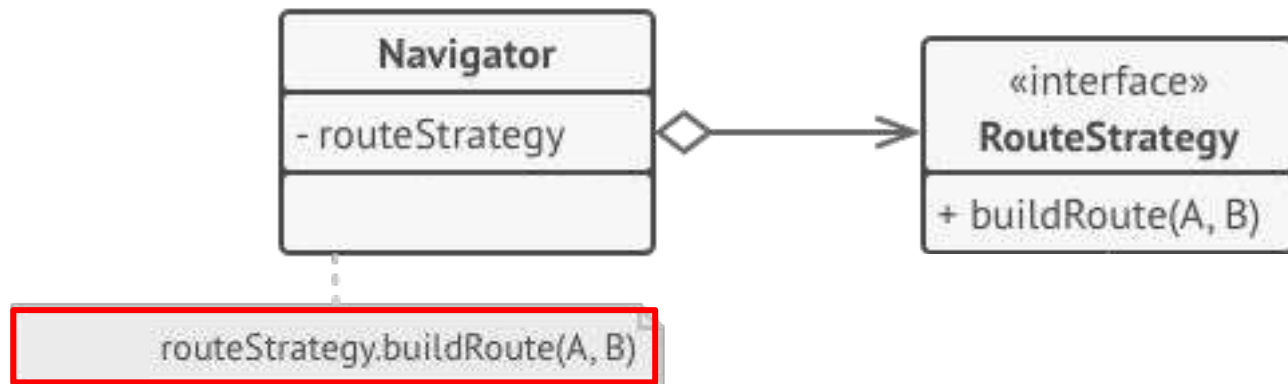 Navigator
- routeStrategy
«interface»
RouteStrategy
+ buildRoute(A, B)
routeStrategy.buildRoute(A, B)